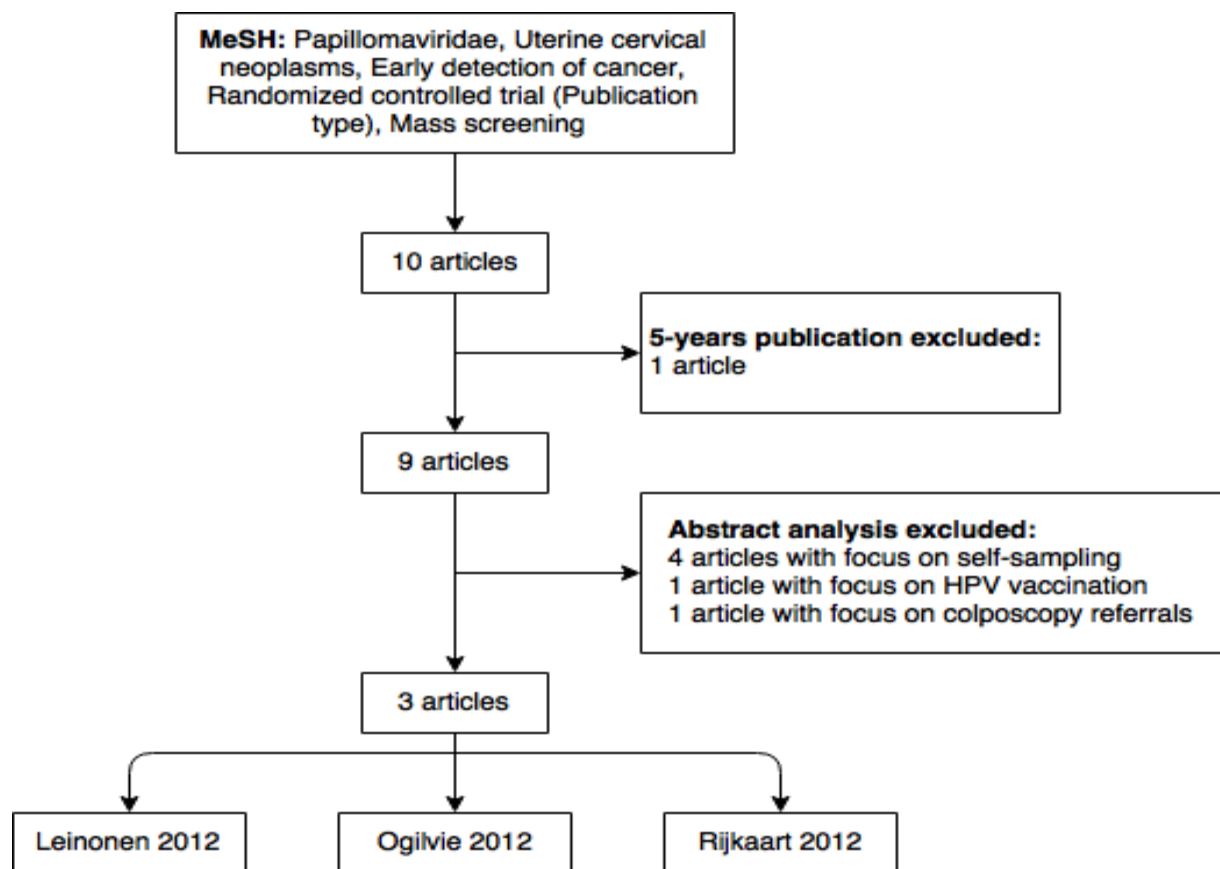 MeSH: Papillomaviridae, Uterine cervical
neoplasms, Early detection of cancer,
Randomized controlled trial (Publication
type), Mass screening
10 articles
5-years publication excluded:
1 article
9 articles
Abstract analysis excluded:
4 articles with focus on self-sampling
1 article with focus on HPV vaccination
1 article with focus on colposcopy referrals
3 articles
Leinonen 2012
Ogilvie 2012
Rijkaart 2012